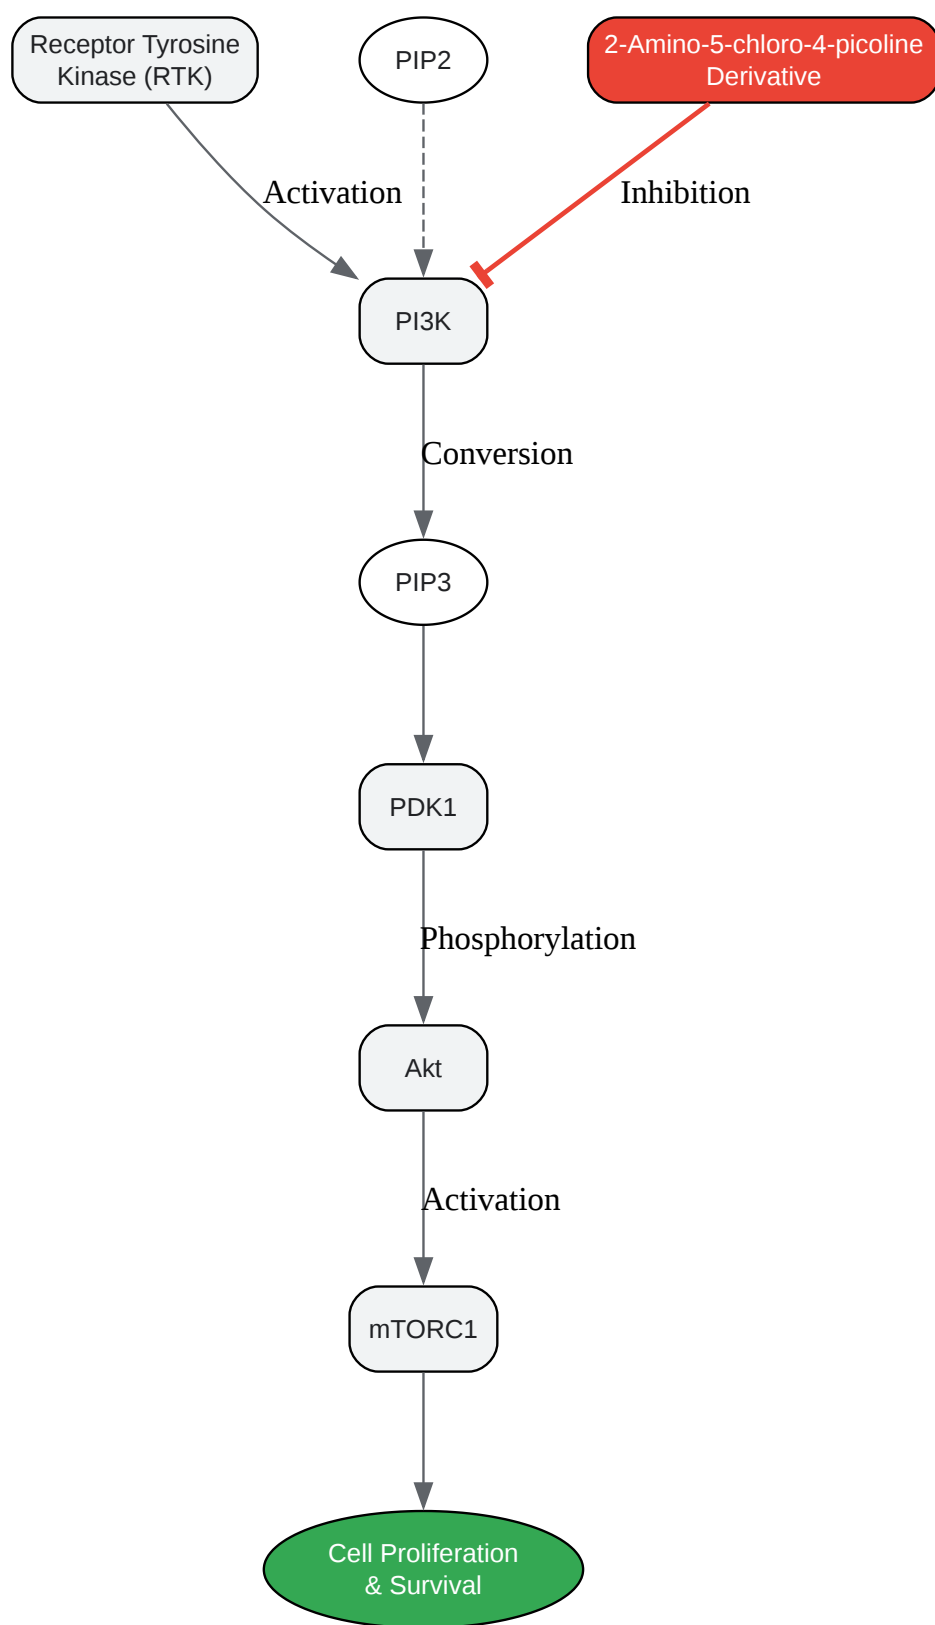 Receptor Tyrosine
Kinase (RTK)
PIP2
2-Amino-5-chloro-4-picoline
Derivative
Activation
Inhibition
PI3K
Conversion
PIP3
PDK1
Phosphorylation
Akt
Activation
mTORC1
Cell Proliferation
& Survival